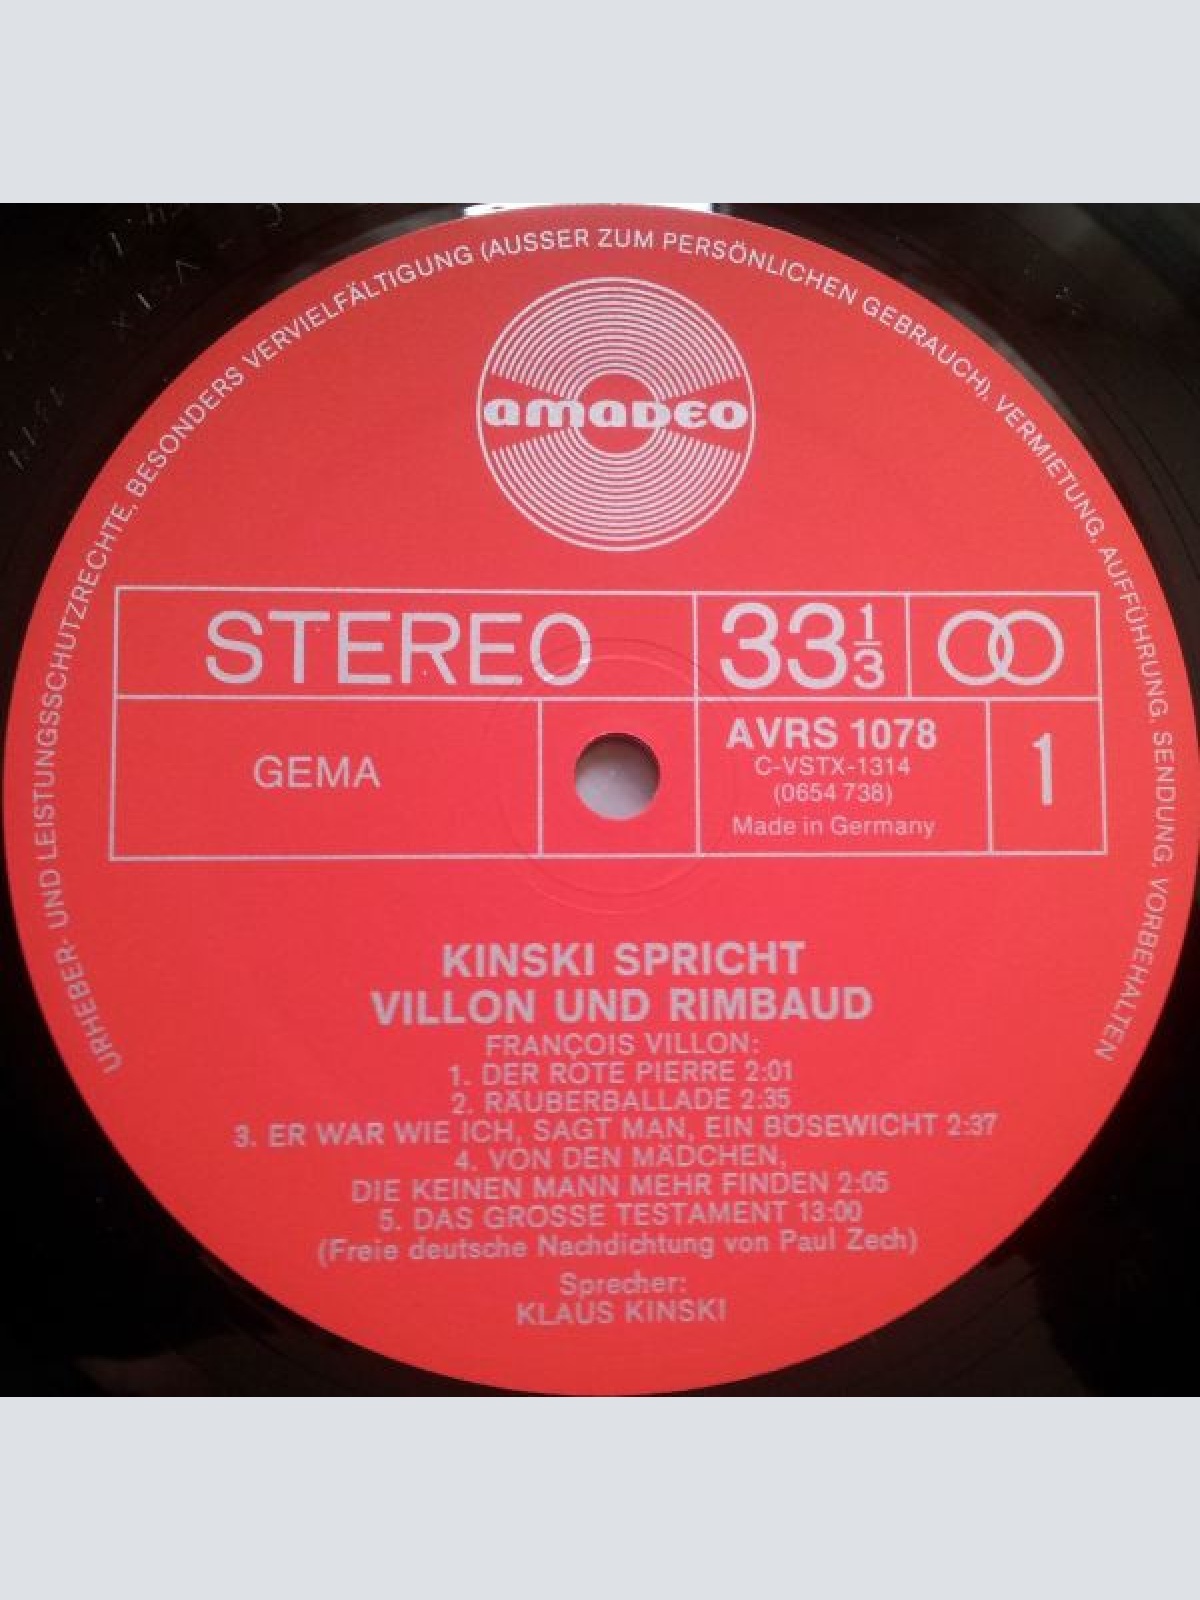 URHEBER- UND LEISTUNGSSCHUTZRECHTE, BESONDERS VERVIELFÄLTIGUNG (AUSSER ZUM PERSÖNLICHEN GEBRAUCH), VERMIETUNG, AUFFÜHRUNG, SENDUNG, VORBEHALTEN
amadeo
STEREO
33 1/3
GEMA
AVRS 1078
C-VSTX-1314
(0654 738)
Made in Germany
1
KINSKI SPRICHT
VILLON UND RIMBAUD
FRANÇOIS VILLON:
1. DER ROTE PIERRE 2:01
2. RÄUBERBALLADE 2:35
3. ER WAR WIE ICH, SAGT MAN, EIN BÖSEWICHT 2:37
4. VON DEN MÄDCHEN,
DIE KEINEN MANN MEHR FINDEN 2:05
5. DAS GROSSE TESTAMENT 13:00
(Freie deutsche Nachdichtung von Paul Zech)
Sprecher:
KLAUS KINSKI